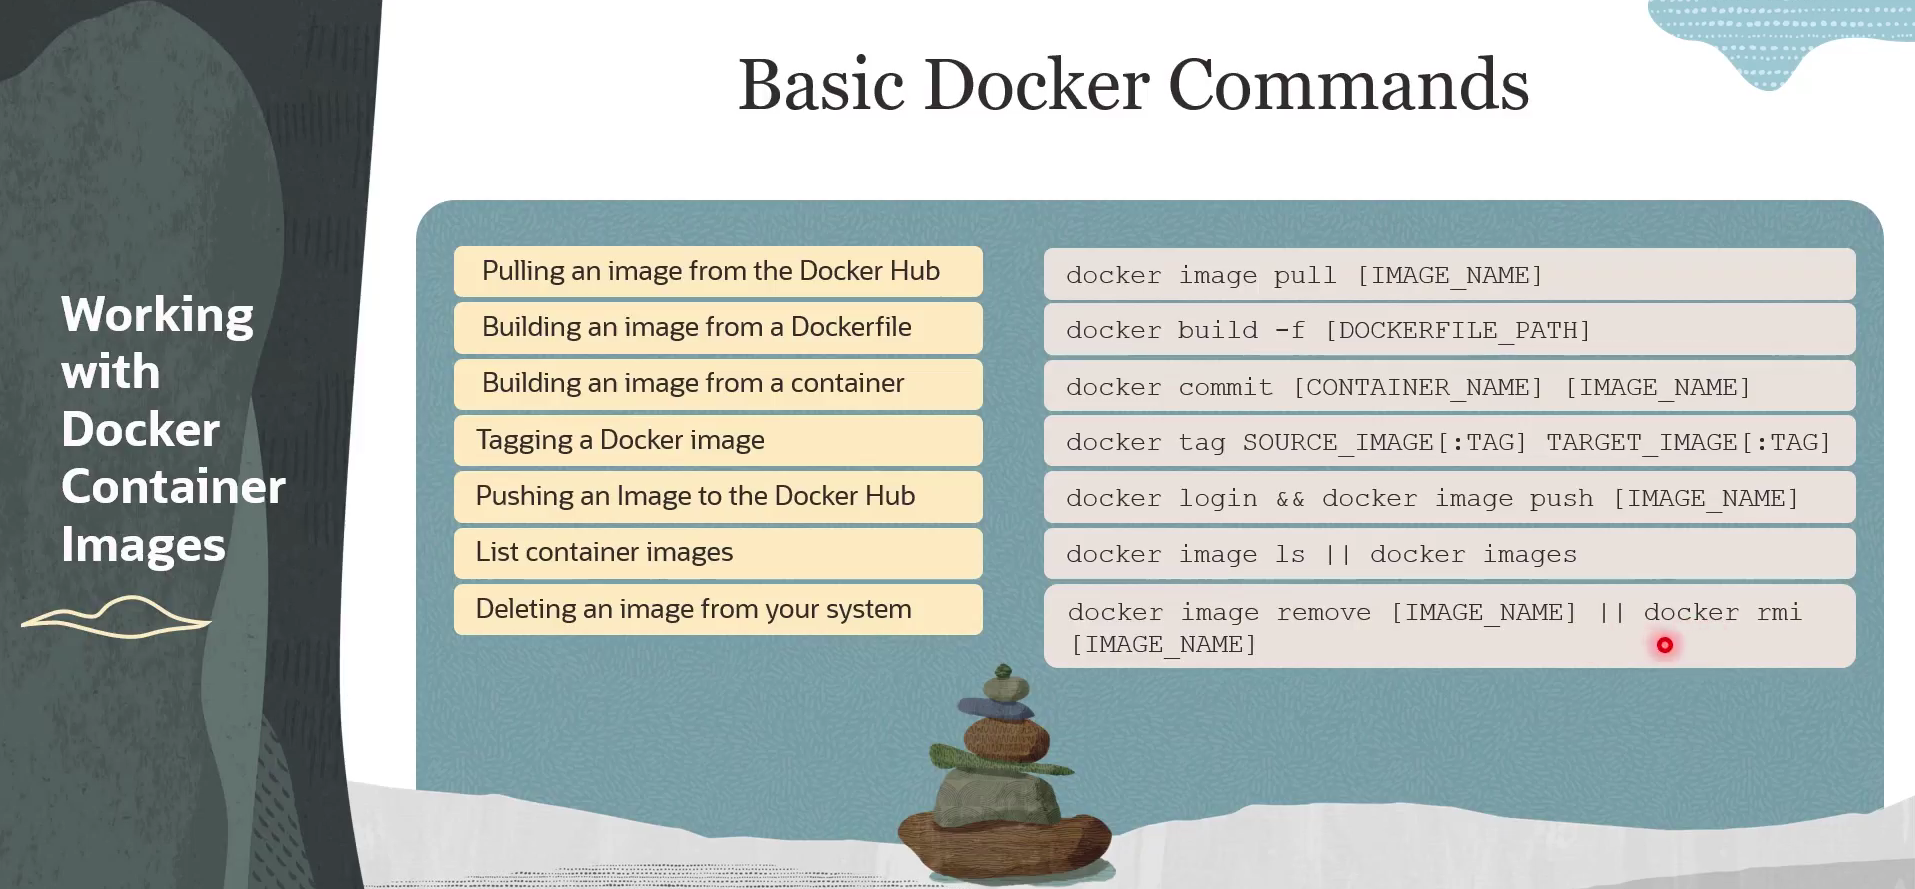 Basic Docker Commands
Working
with
Docker
Container
Images
Pulling an image from the Docker Hub
docker image pull [IMAGE_NAME]
Building an image from a Dockerfile
docker build -f [DOCKERFILE_PATH]
Building an image from a container
docker commit [CONTAINER_NAME] [IMAGE_NAME]
Tagging a Docker image
docker tag SOURCE_IMAGE[:TAG] TARGET_IMAGE[:TAG]
Pushing an Image to the Docker Hub
docker login && docker image push [IMAGE_NAME]
List container images
docker image ls || docker images
Deleting an image from your system
docker image remove [IMAGE_NAME] || docker rmi
[IMAGE_NAME]